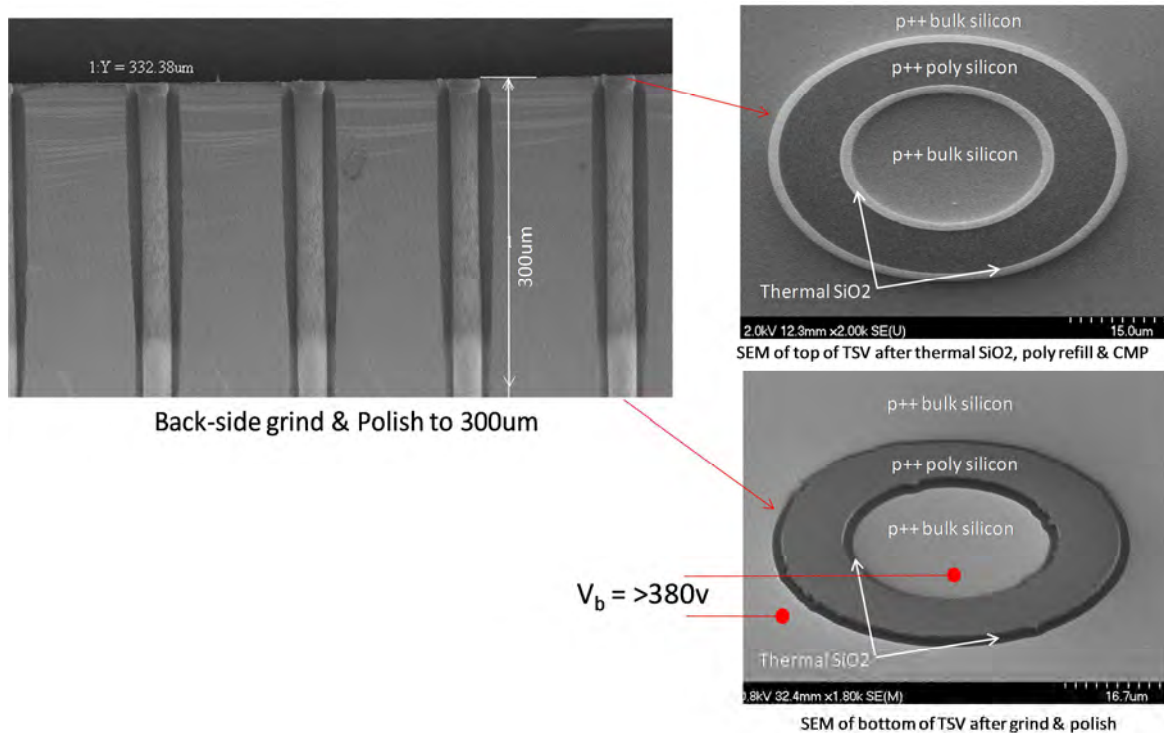 1:Y = 332.38um
300um
Back-side grind & Polish to 300um
p++ bulk silicon
p++ poly silicon
p++ bulk silicon
Thermal SiO2
2.0kV 12.3mm x2.00k SE(U)
15.0um
SEM of top of TSV after thermal SiO2, poly refill & CMP
p++ bulk silicon
p++ poly silicon
p++ bulk silicon
Vb = >380v
Thermal SiO2
0.8kV 32.4mm x1.80k SE(M)
16.7um
SEM of bottom of TSV after grind & polish